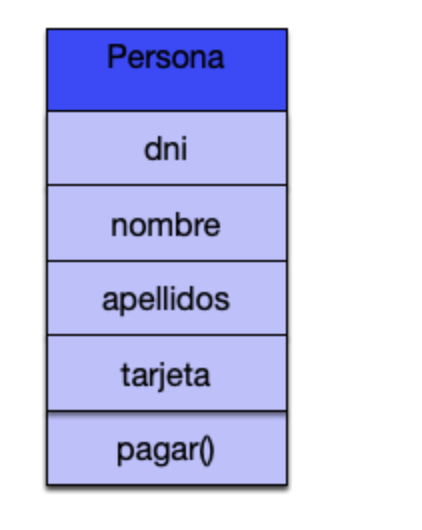 Persona
dni
nombre
apellidos
tarjeta
pagar()